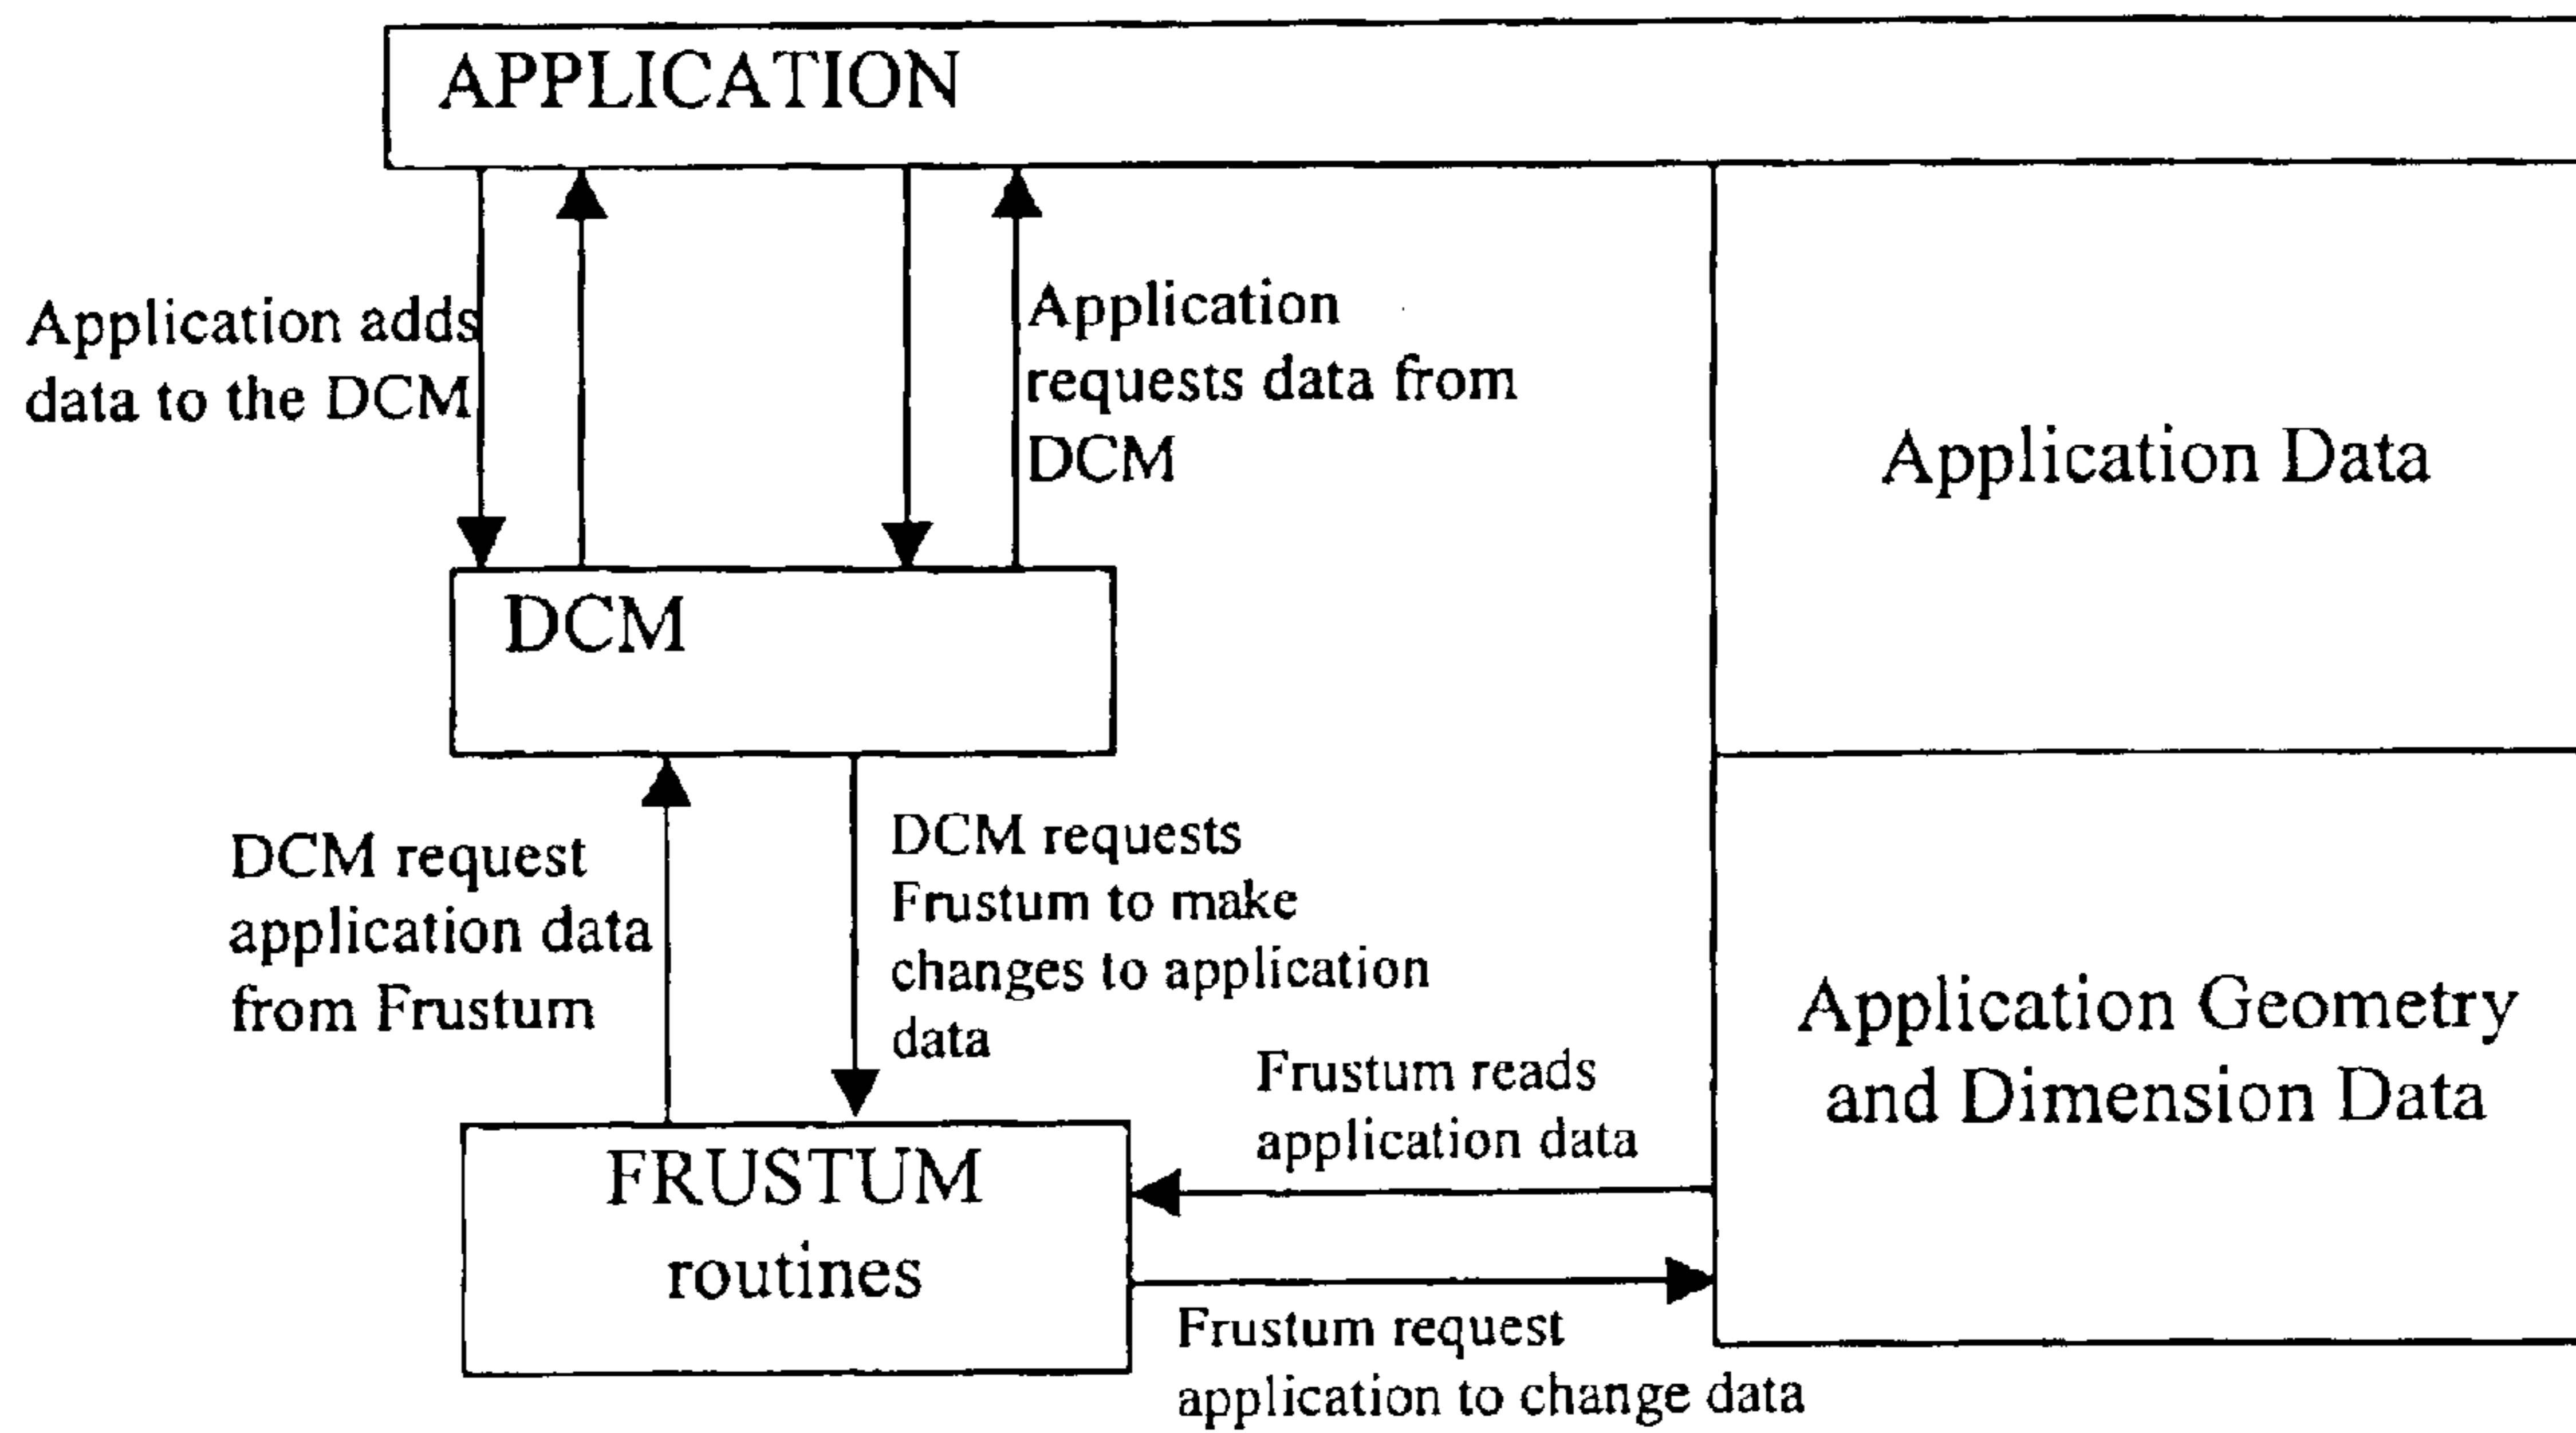 APPLICATION
Application adds
data to the DCM
Application
requests data from
DCM
Application Data
DCM
DCM request
application data
from Frustum
DCM requests
Frustum to make
changes to application
data
Application Geometry
and Dimension Data
Frustum reads
application data
FRUSTUM
routines
Frustum request
application to change data